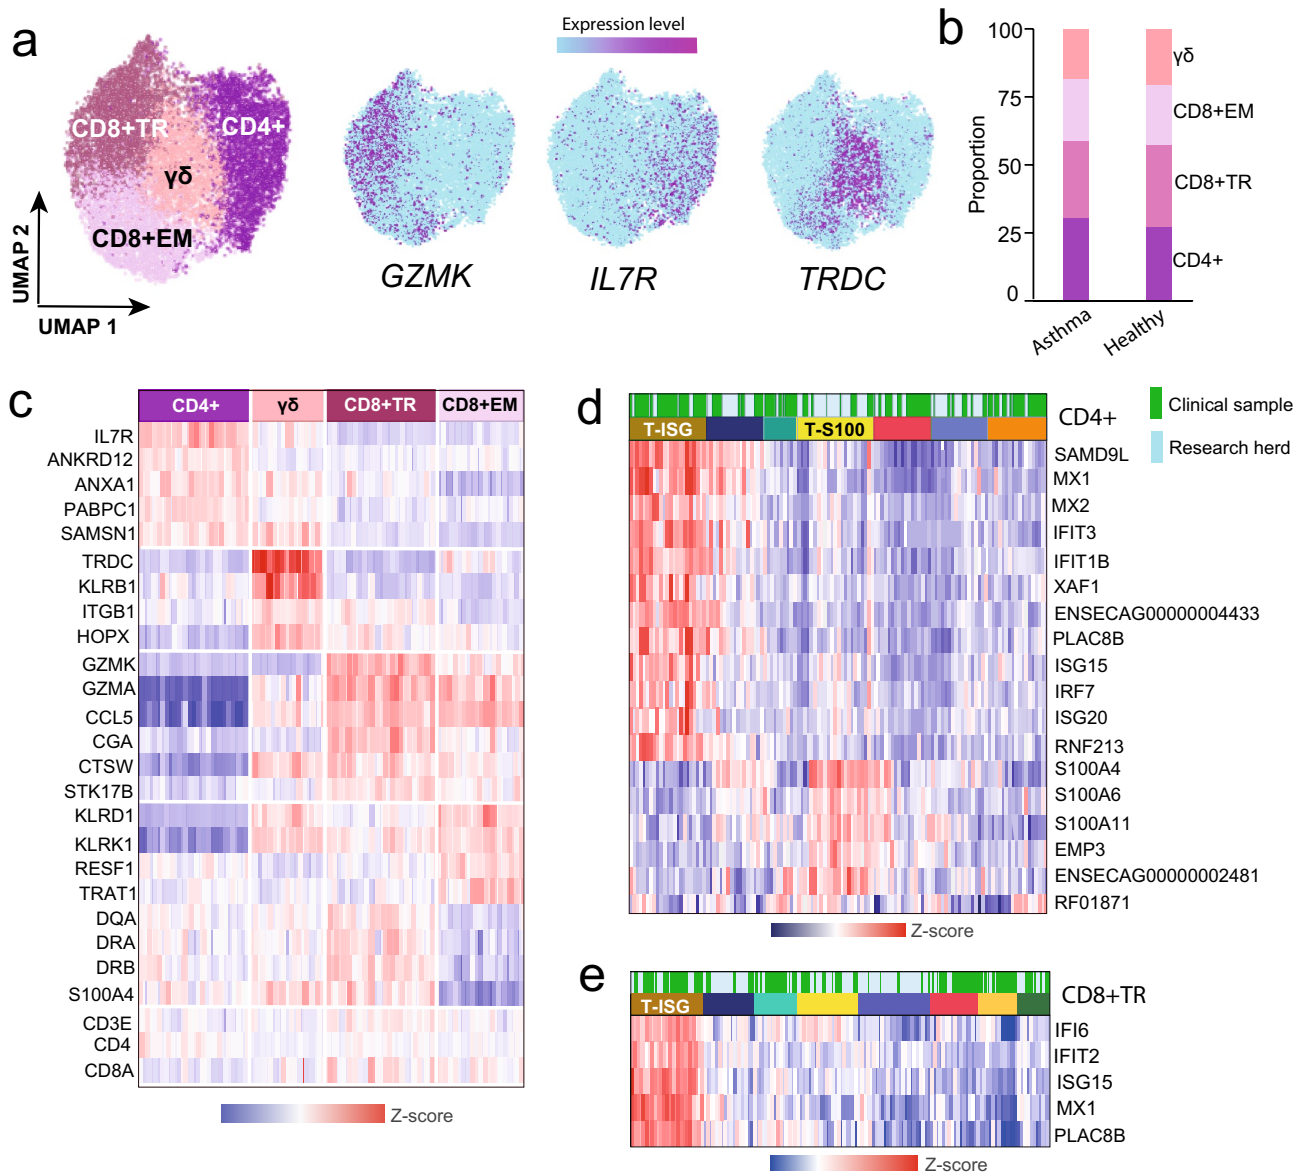 a
Expression level
CD8+TR
CD4+
γδ
CD8+EM
UMAP 2
UMAP 1
GZMK
IL7R
TRDC
b
100
75
50
25
0
Proportion
γδ
CD8+EM
CD8+TR
CD4+
Asthma
Healthy
c
CD4+
γδ
CD8+TR
CD8+EM
IL7R
ANKRD12
ANXA1
PABPC1
SAMSN1
TRDC
KLRB1
ITGB1
HOPX
GZMK
GZMA
CCL5
CGA
CTSW
STK17B
KLRD1
KLRK1
RESF1
TRAT1
DQA
DRA
DRB
S100A4
CD3E
CD4
CD8A
Z-score
d
T-ISG
T-S100
CD4+
Clinical sample
Research herd
SAMD9L
MX1
MX2
IFIT3
IFIT1B
XAF1
ENSECAG00000004433
PLAC8B
ISG15
IRF7
ISG20
RNF213
S100A4
S100A6
S100A11
EMP3
ENSECAG00000002481
RF01871
Z-score
e
T-ISG
CD8+TR
IFI6
IFIT2
ISG15
MX1
PLAC8B
Z-score